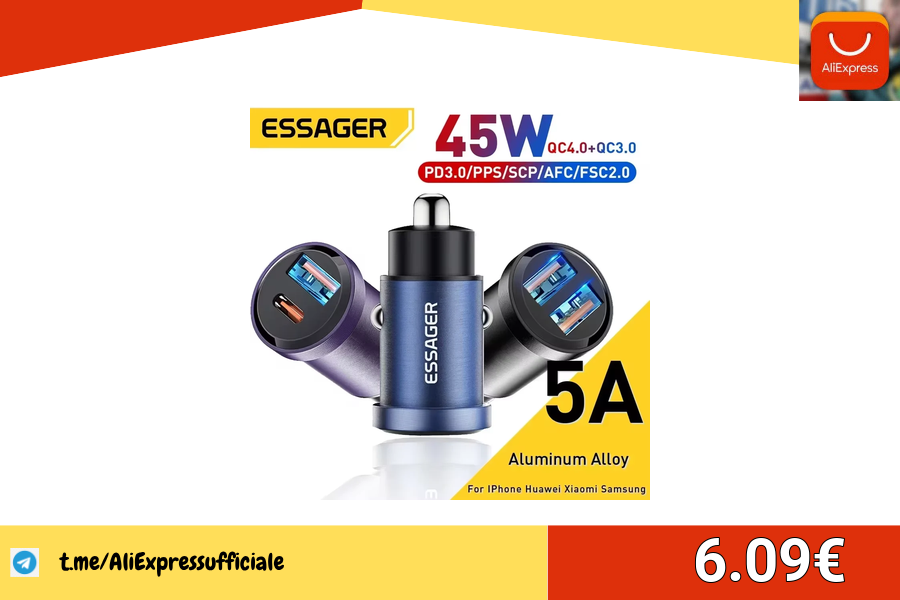 AliExpress
ESSAGER
45W
QC4.0+QC3.0
PD3.0/PPS/SCP/AFC/FSC2.0
ESSAGER
5A
Aluminum Alloy
For IPhone Huawei Xiaomi Samsung
t.me/AliExpressufficiale
6.09€